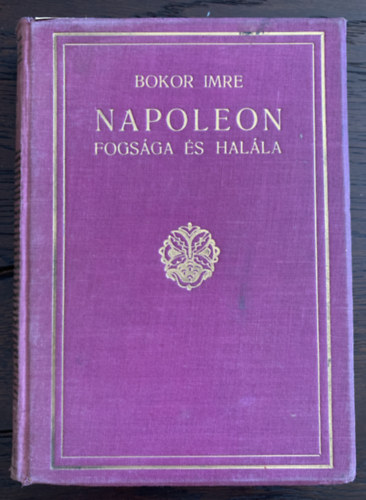 BOKOR IMRE
NAPOLEON
FOGSÁGA ÉS HALÁLA